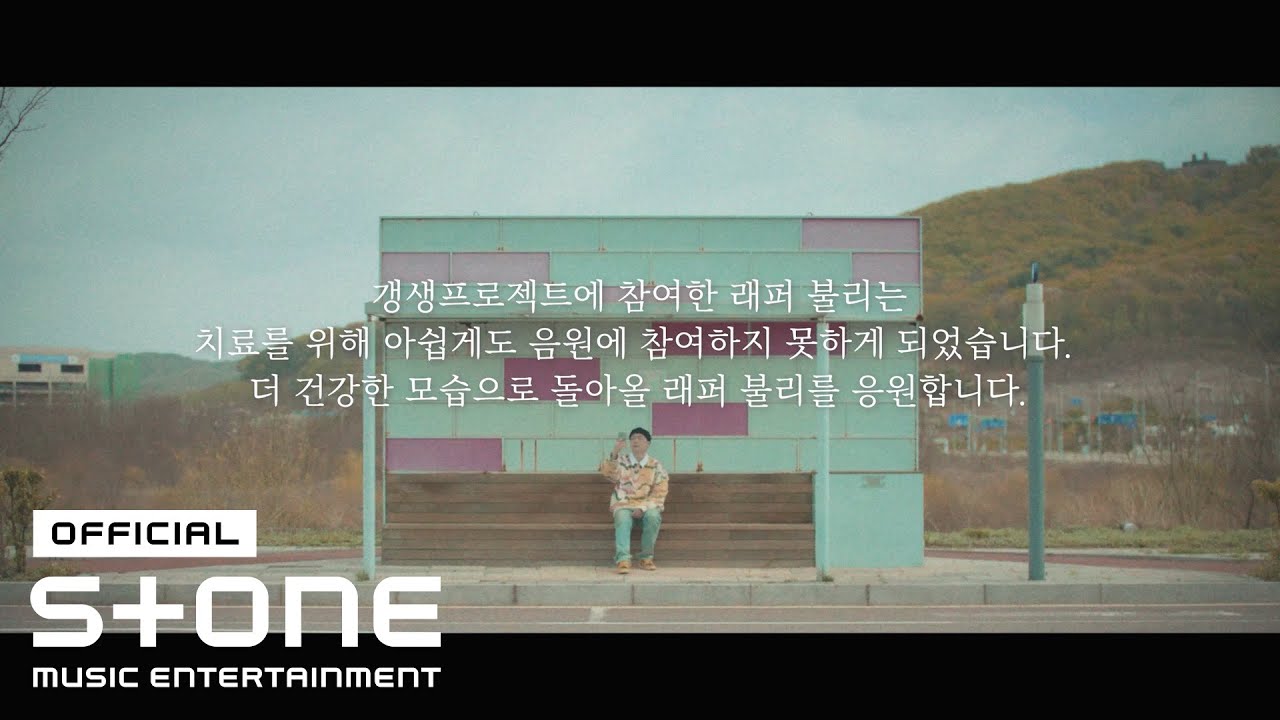 갱생프로젝트에 참여한 래퍼 불리는
치료를 위해 아쉽게도 음원에 참여하지 못하게 되었습니다.
더 건강한 모습으로 돌아올 래퍼 불리를 응원합니다.
OFFICIAL
STONE
MUSIC ENTERTAINMENT